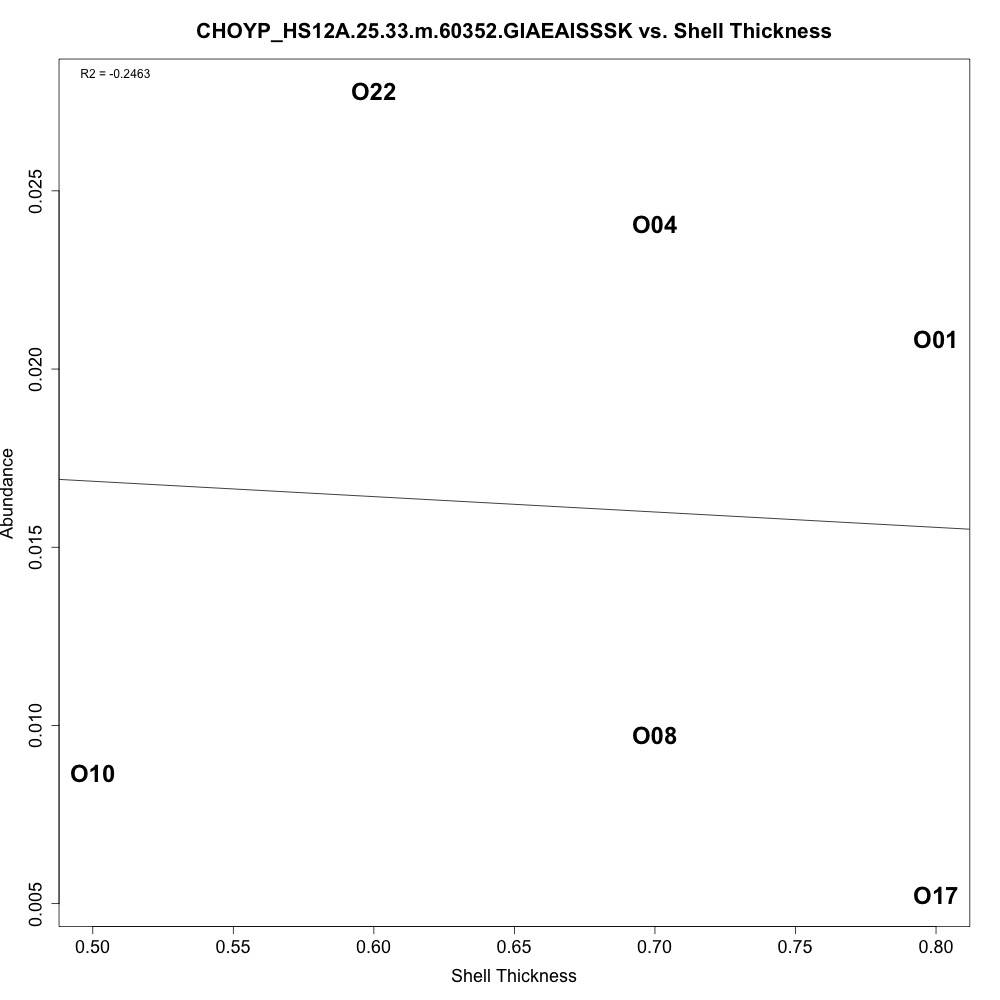 CHOYP_HS12A.25.33.m.60352.GIAEAISSSK vs. Shell Thickness
R2 = -0.2463
O22
O04
O01
O08
O10
O17
Abundance
0.025
0.020
0.015
0.010
0.005
0.50 0.55 0.60 0.65 0.70 0.75 0.80
Shell Thickness